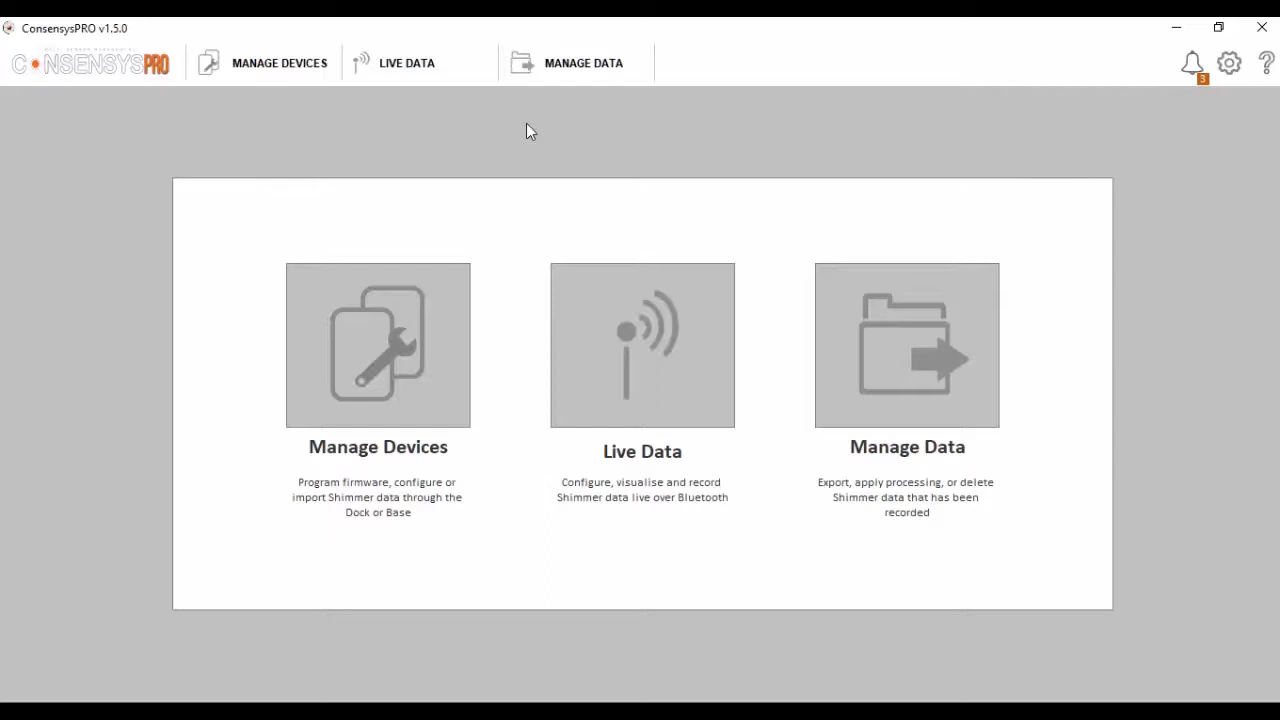 ConsensysPRO v1.5.0
CONSENSYSPRO
MANAGE DEVICES
LIVE DATA
MANAGE DATA
3
Manage Devices
Program firmware, configure or
import Shimmer data through the
Dock or Base
Live Data
Configure, visualise and record
Shimmer data live over Bluetooth
Manage Data
Export, apply processing, or delete
Shimmer data that has been
recorded